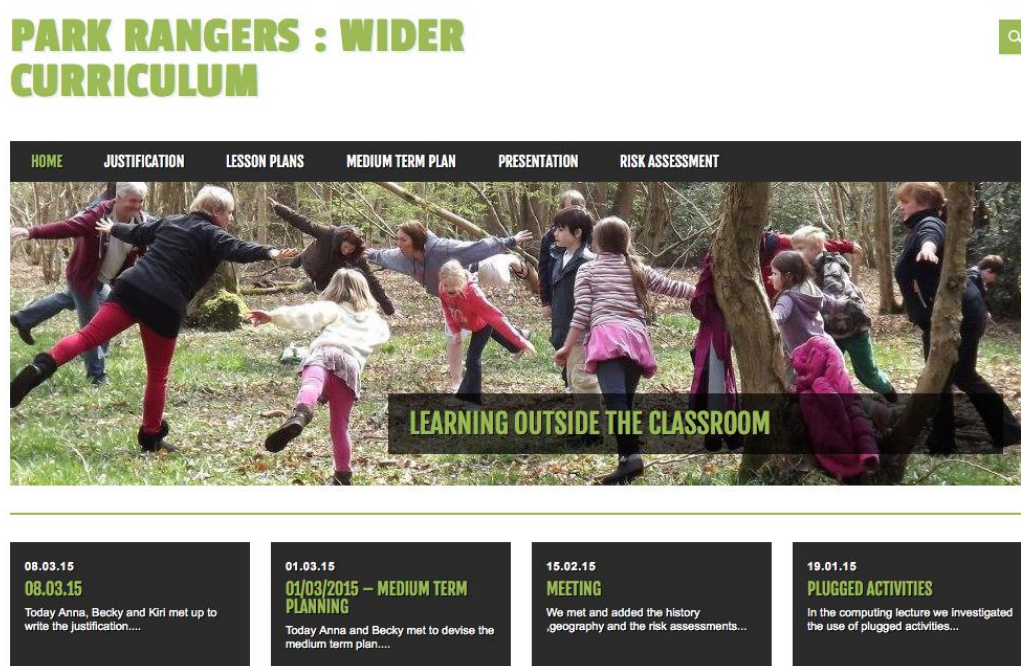 PARK RANGERS : WIDER
CURRICULUM
HOME JUSTIFICATION LESSON PLANS MEDIUM TERM PLAN PRESENTATION RISK ASSESSMENT
LEARNING OUTSIDE THE CLASSROOM
08.03.15
08.03.15
Today Anna, Becky and Kiri met up to
write the justification....
01.03.15
01/03/2015 – MEDIUM TERM
PLANNING
Today Anna and Becky met to devise the
medium term plan....
15.02.15
MEETING
We met and added the history
,geography and the risk assessments...
19.01.15
PLUGGED ACTIVITIES
In the computing lecture we investigated
the use of plugged activities...